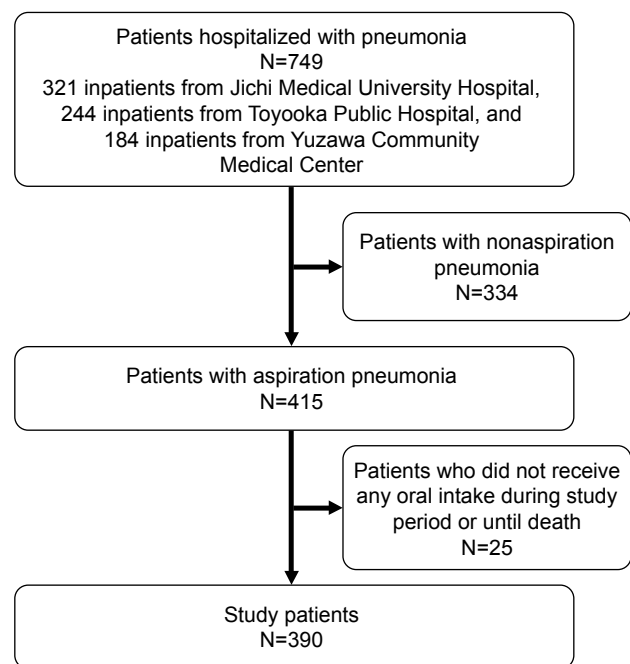 Patients hospitalized with pneumonia
N=749
321 inpatients from Jichi Medical University Hospital,
244 inpatients from Toyooka Public Hospital, and
184 inpatients from Yuzawa Community
Medical Center
Patients with nonaspiration
pneumonia
N=334
Patients with aspiration pneumonia
N=415
Patients who did not receive
any oral intake during study
period or until death
N=25
Study patients
N=390